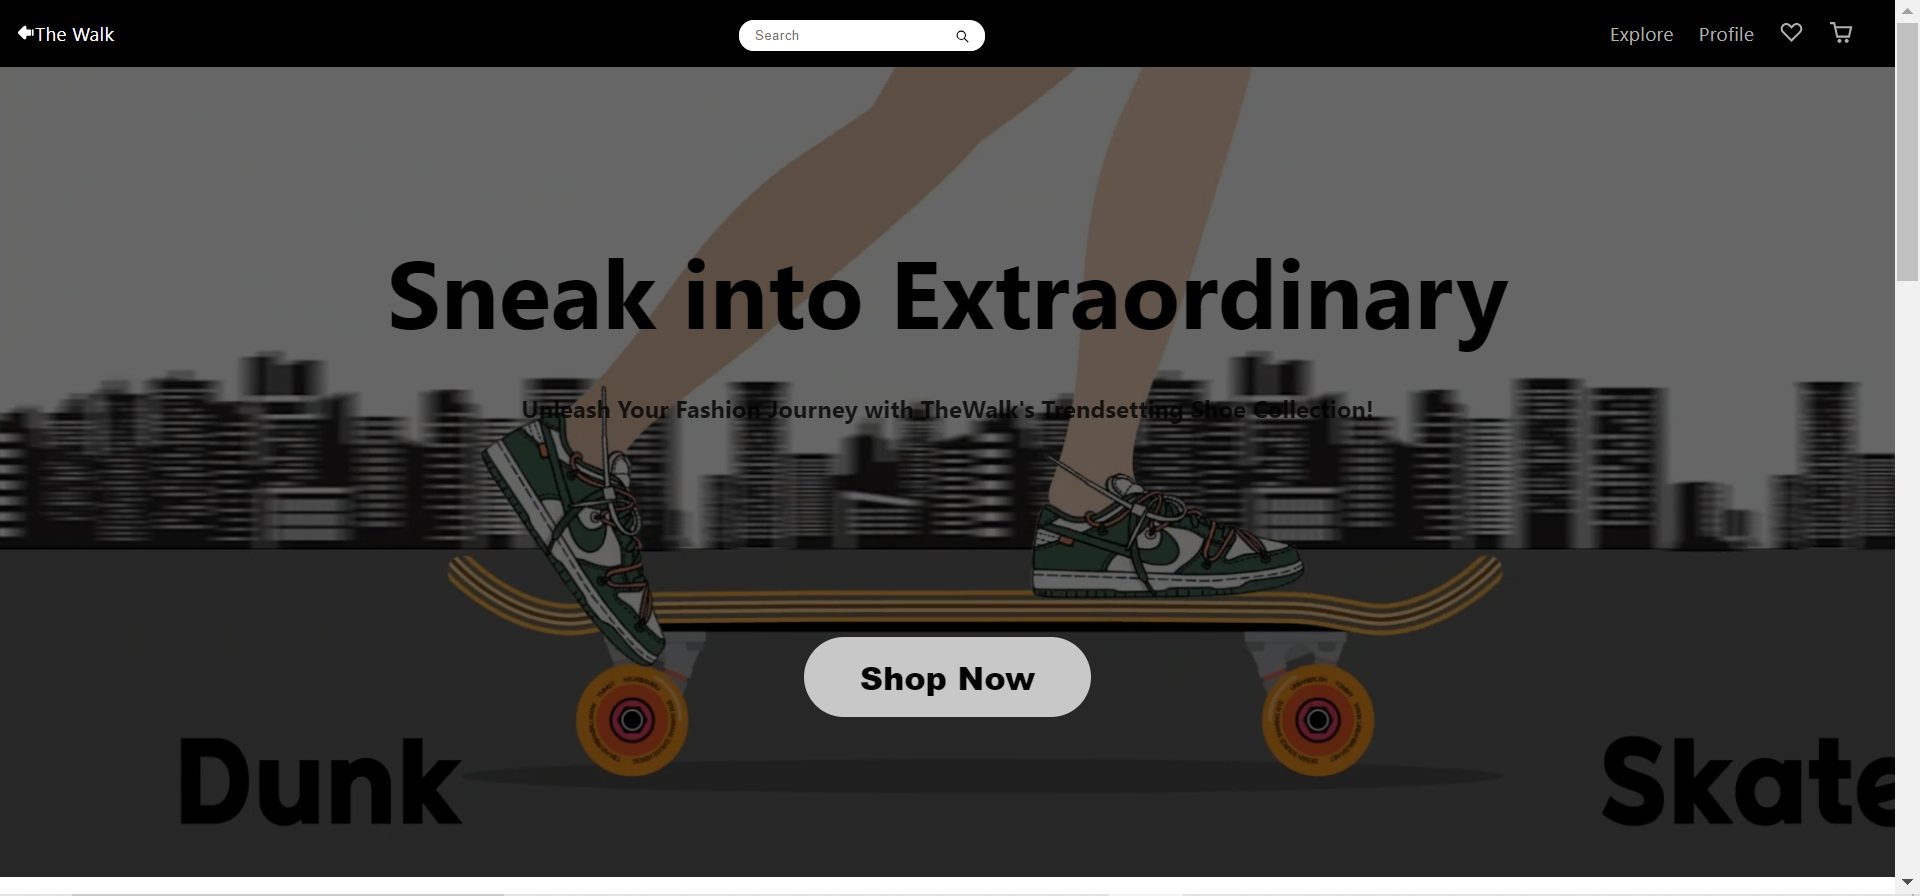 The Walk
Search
Explore
Profile
Sneak into Extraordinary
Unleash Your Fashion Journey with TheWalk's Trendsetting Shoe Collection!
Shop Now
Dunk
Skate